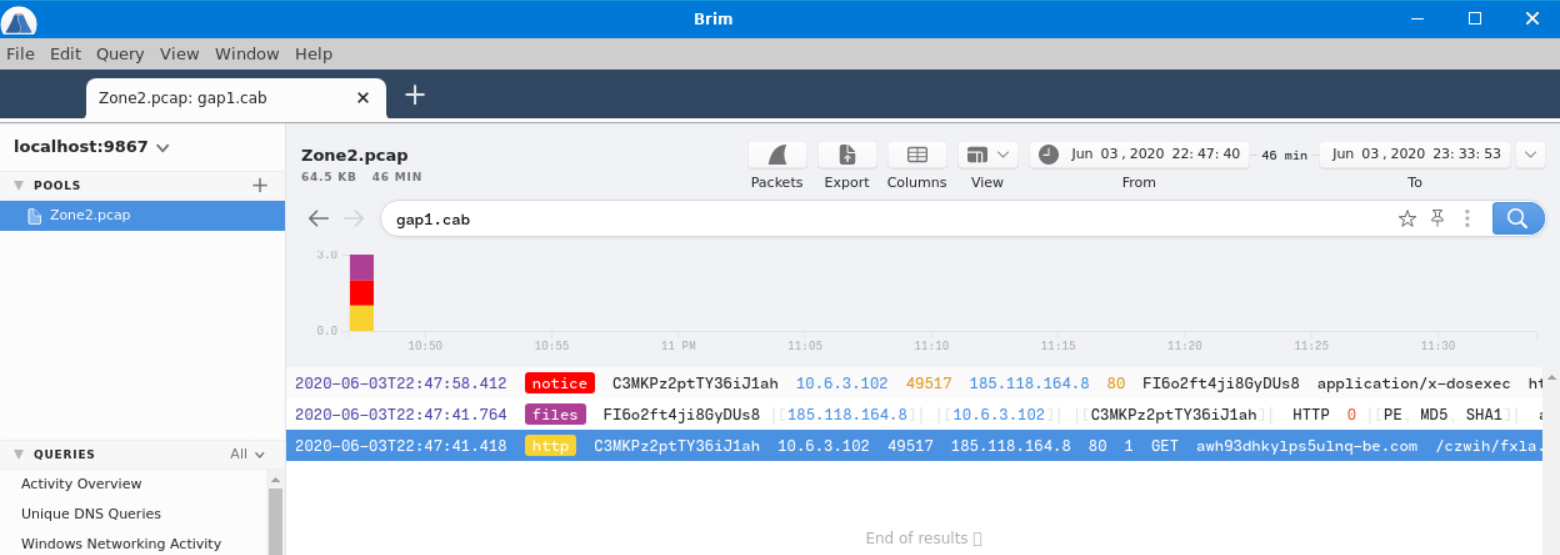 Brim
File Edit Query View Window Help
Zone2.pcap: gap1.cab
localhost:9867
POOLS
Zone2.pcap
Zone2.pcap
64.5 KB 46 MIN
Packets Export Columns View
Jun 03, 2020 22:47:40 46 min Jun 03, 2020 23:33:53
From To
gap1.cab
3.0
0.0
10:50 10:55 11 PM 11:05 11:10 11:15 11:20 11:25 11:30
2020-06-03T22:47:58.412 notice C3MKPz2ptTY36iJ1ah 10.6.3.102 49517 185.118.164.8 80 FI6o2ft4ji8GyDUs8 application/x-dosexec ht
2020-06-03T22:47:41.764 files FI6o2ft4ji8GyDUs8 |[185.118.164.8]| |[10.6.3.102]| |[C3MKPz2ptTY36iJ1ah]| HTTP 0 |[PE, MD5, SHA1]| a
2020-06-03T22:47:41.418 http C3MKPz2ptTY36iJ1ah 10.6.3.102 49517 185.118.164.8 80 1 GET awh93dhkylps5ulnq-be.com /czwih/fxla.
End of results
QUERIES All
Activity Overview
Unique DNS Queries
Windows Networking Activity